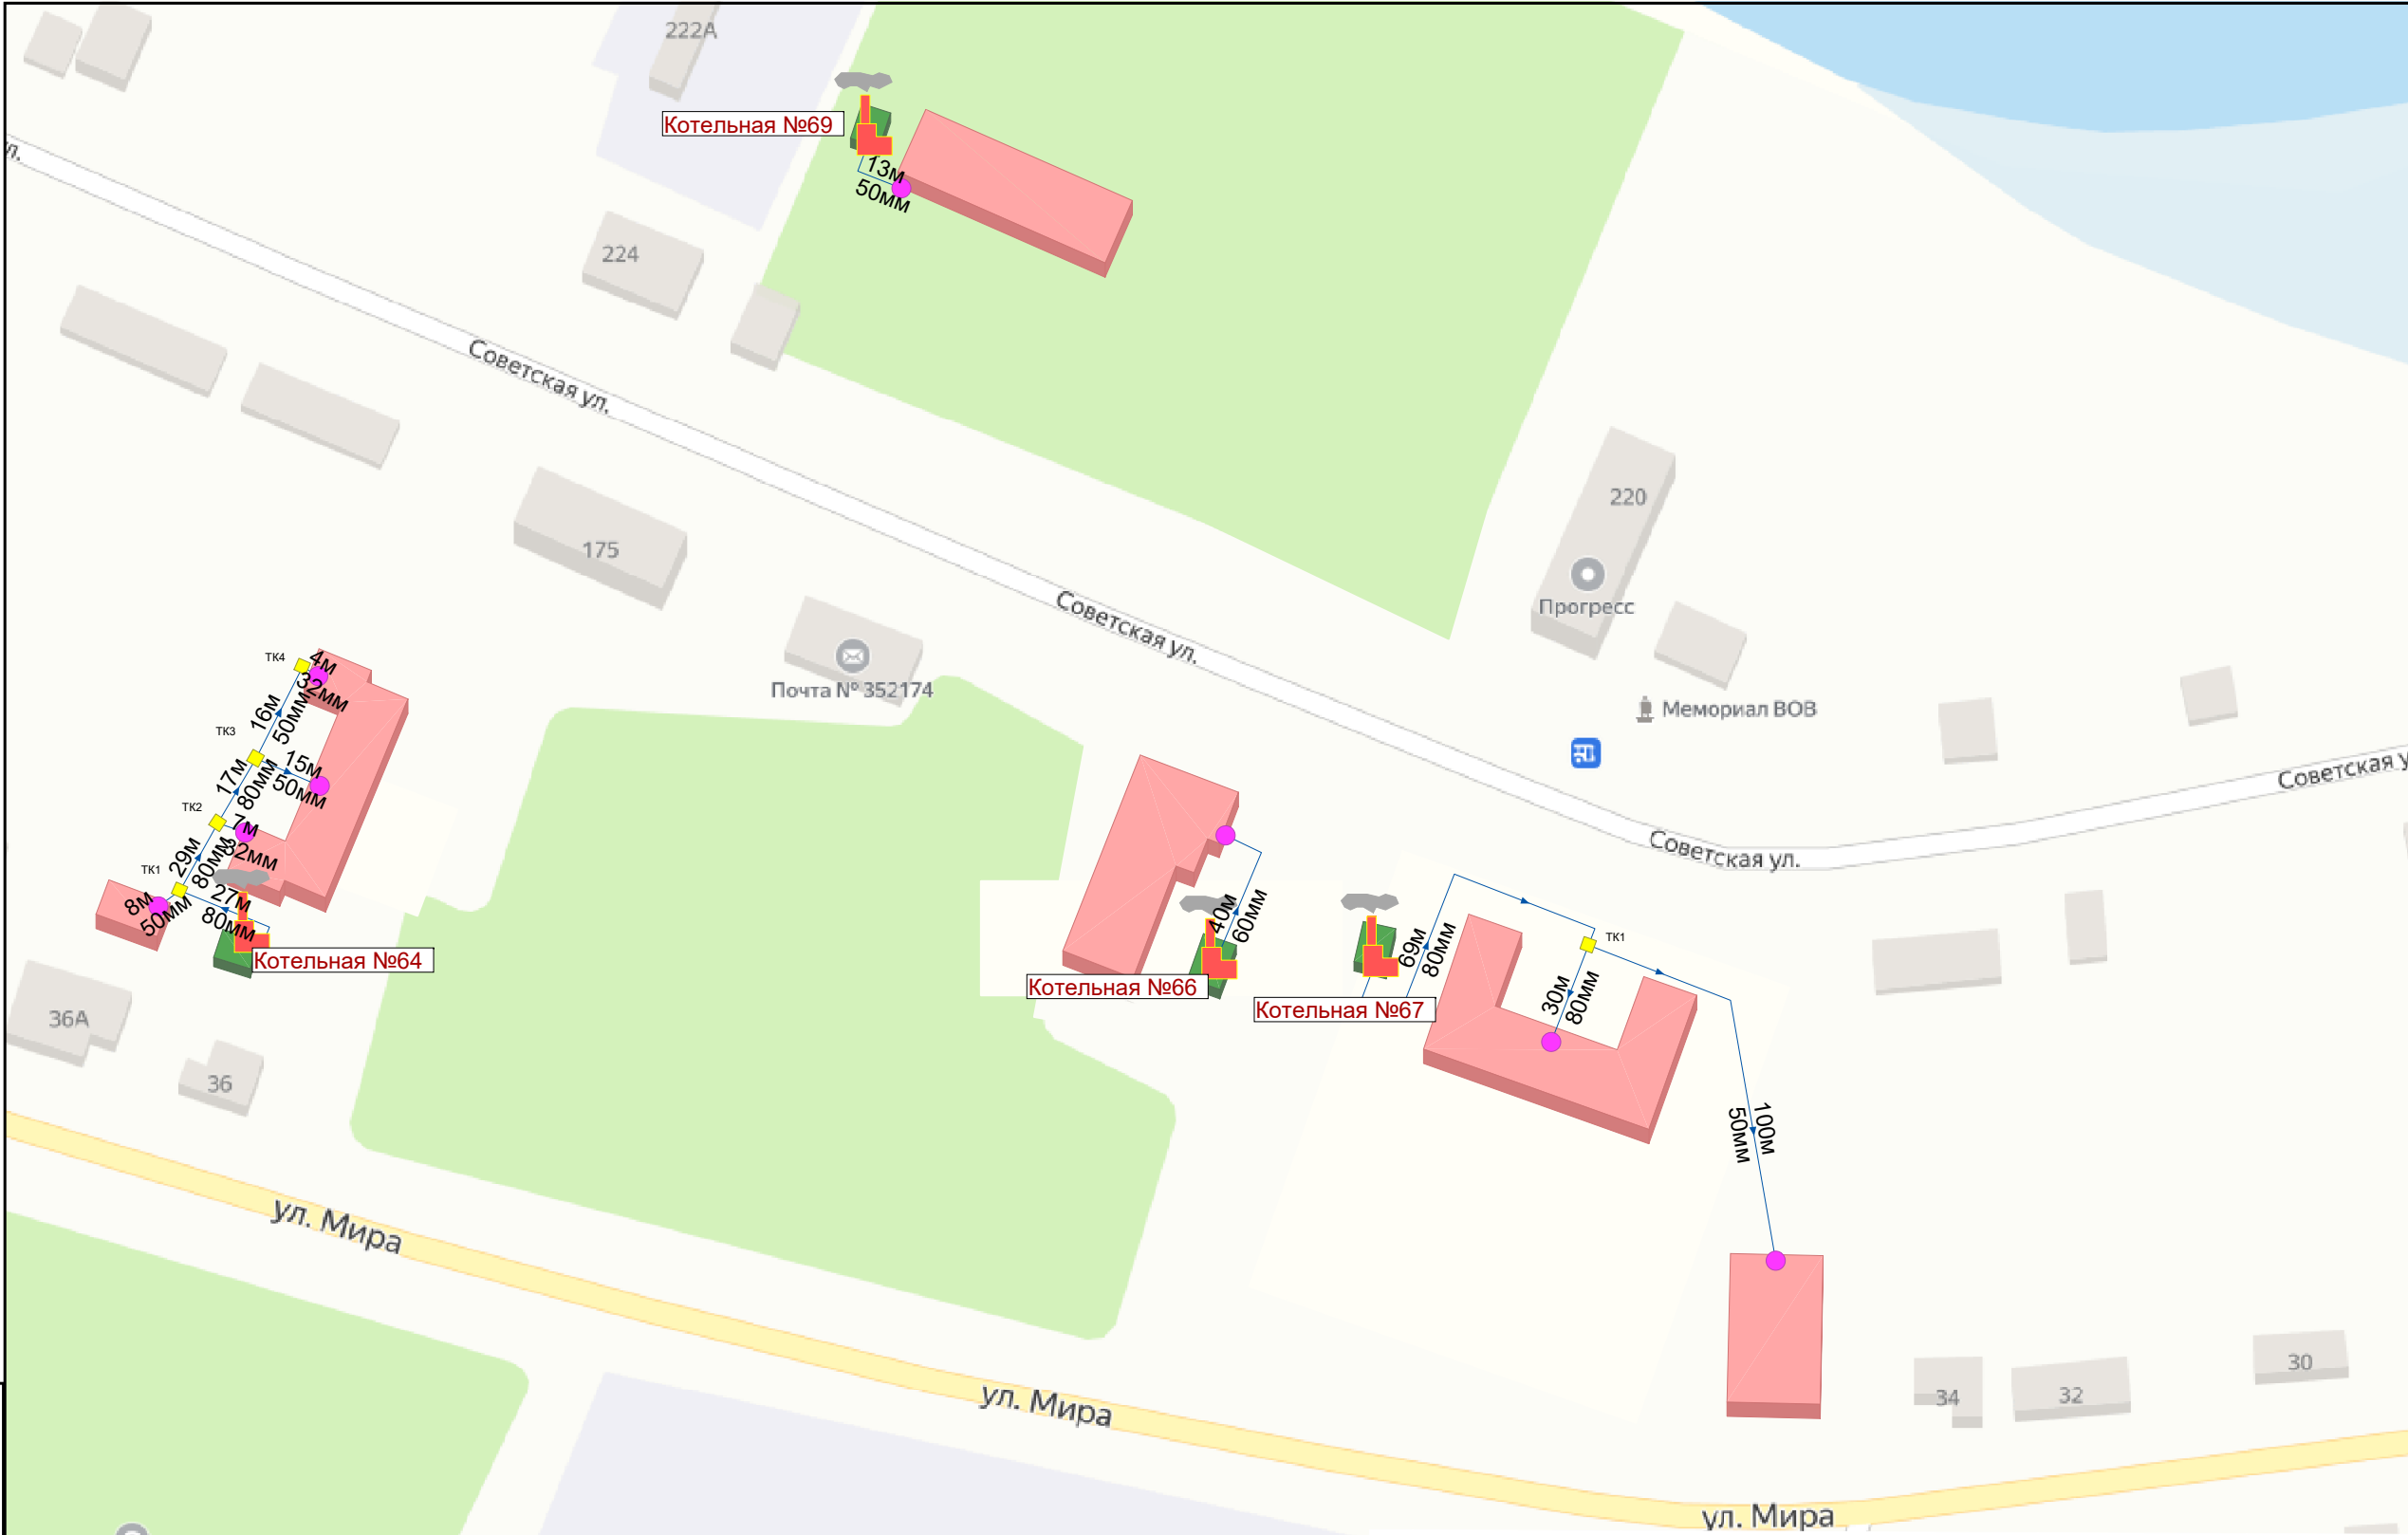 222А
Котельная №69
13м
50мм
ул.
224
Советская ул.
175
220
Прогресс
Советская ул.
Почта № 352174
Мемориал ВОВ
ТК4
4м
32мм
16м
50мм
ТК3
15м
50мм
17м
80мм
ТК2
7м
32мм
29м
80мм
ТК1
27м
80мм
8м
50мм
Котельная №64
Советская у
Советская ул.
40м
60мм
Котельная №66
69м
80мм
ТК1
30м
80мм
Котельная №67
36А
36
100м
50мм
ул. Мира
30
34
32
ул. Мира
ул. Мира